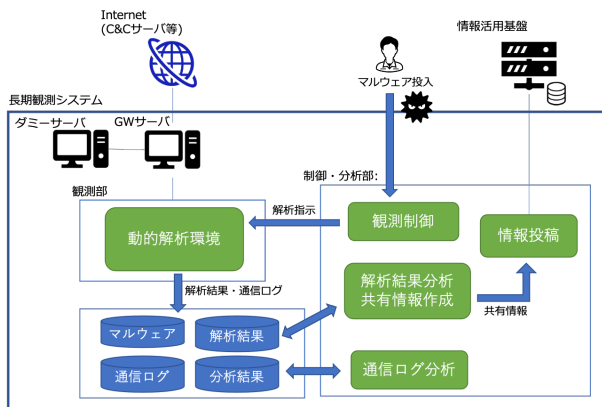 Internet
(C&Cサーバ等)
情報活用基盤
マルウェア投入
長期観測システム
ダミーサーバ
GWサーバ
制御・分析部:
観測部
解析指示
動的解析環境
観測制御
情報投稿
解析結果・通信ログ
解析結果分析
共有情報作成
共有情報
マルウェア
解析結果
通信ログ
分析結果
通信ログ分析